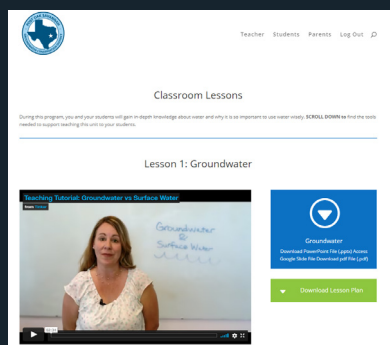 Teacher Students Parents Log Out
Classroom Lessons
During this program, you and your students will gain in-depth knowledge about water and why it is so important to use water wisely. SCROLL DOWN to find the tools
needed to support teaching this unit to your students.
Lesson 1: Groundwater
Teaching Tutorial: Groundwater vs Surface Water
from
Groundwater
&
Surface Water
Groundwater
Download PowerPoint File (.pptx) Access
Google Slide File Download pdf File (.pdf)
Download Lesson Plan